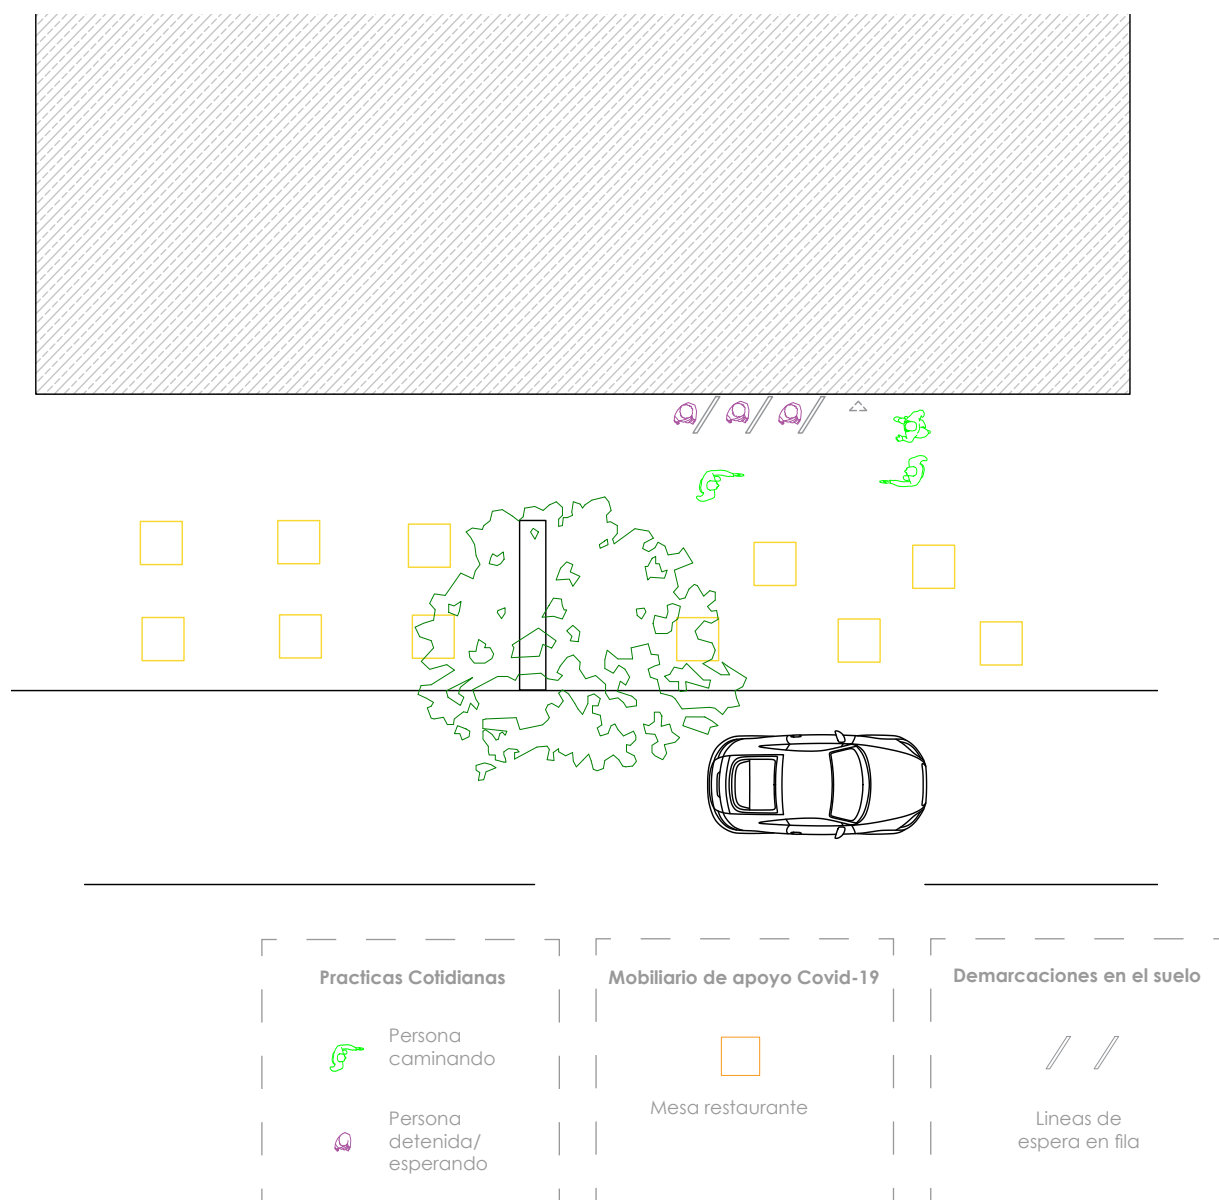 Practicas Cotidianas
Persona
caminando
Persona
detenida/
esperando
Mobiliario de apoyo Covid-19
Mesa restaurante
Demarcaciones en el suelo
Lineas de
espera en fila